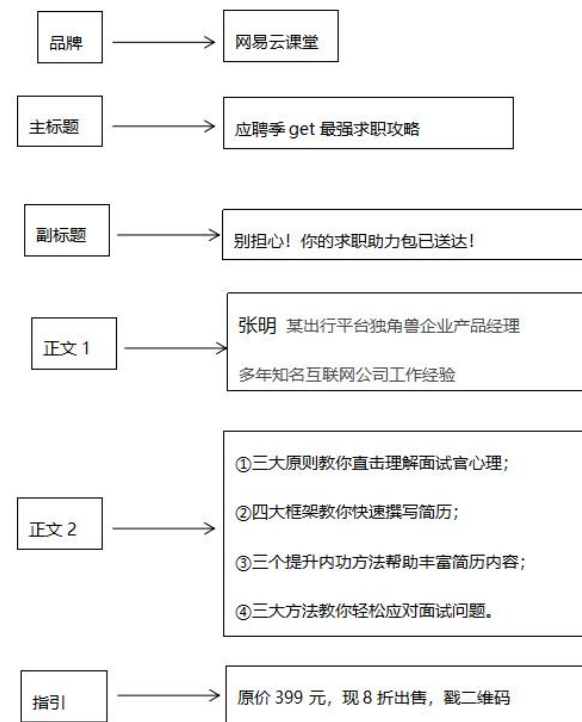 品牌
网易云课堂
主标题
应聘季 get 最强求职攻略
副标题
别担心！你的求职助力包已送达！
正文 1
张明 某出行平台独角兽企业产品经理
多年知名互联网公司工作经验
正文 2
①三大原则教你直击理解面试官心理；
②四大框架教你快速撰写简历；
③三个提升内功方法帮助丰富简历内容；
④三大方法教你轻松应对面试问题。
指引
原价 399 元，现 8 折出售，戳二维码